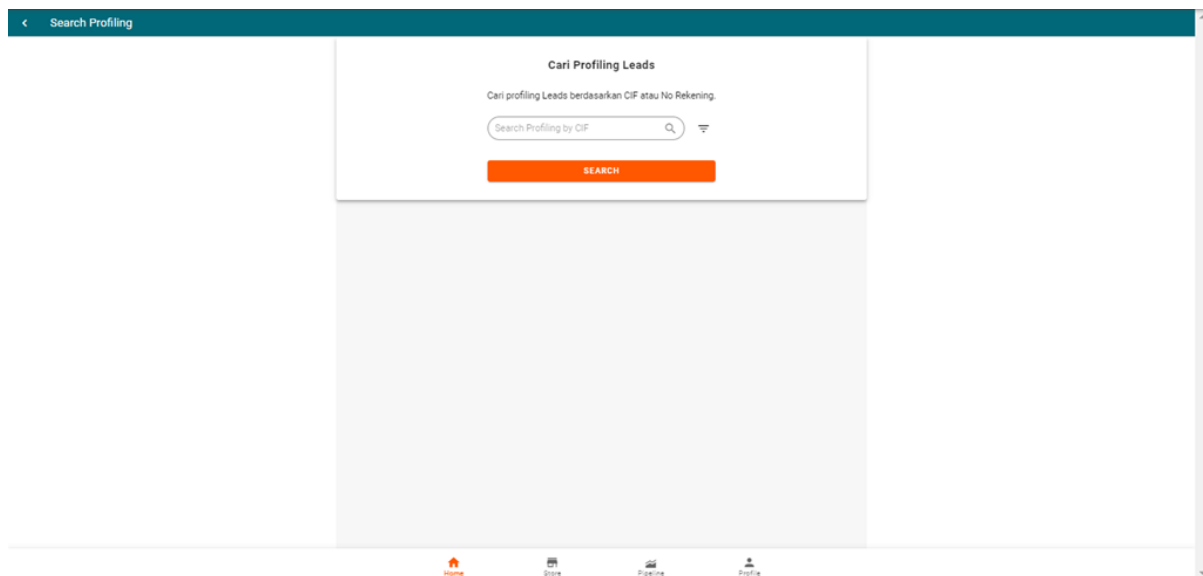 Search Profiling
Cari Profiling Leads
Cari profiling Leads berdasarkan CIF atau No Rekening.
Search Profiling by CIF
SEARCH
Home
Store
Pipeline
Profile